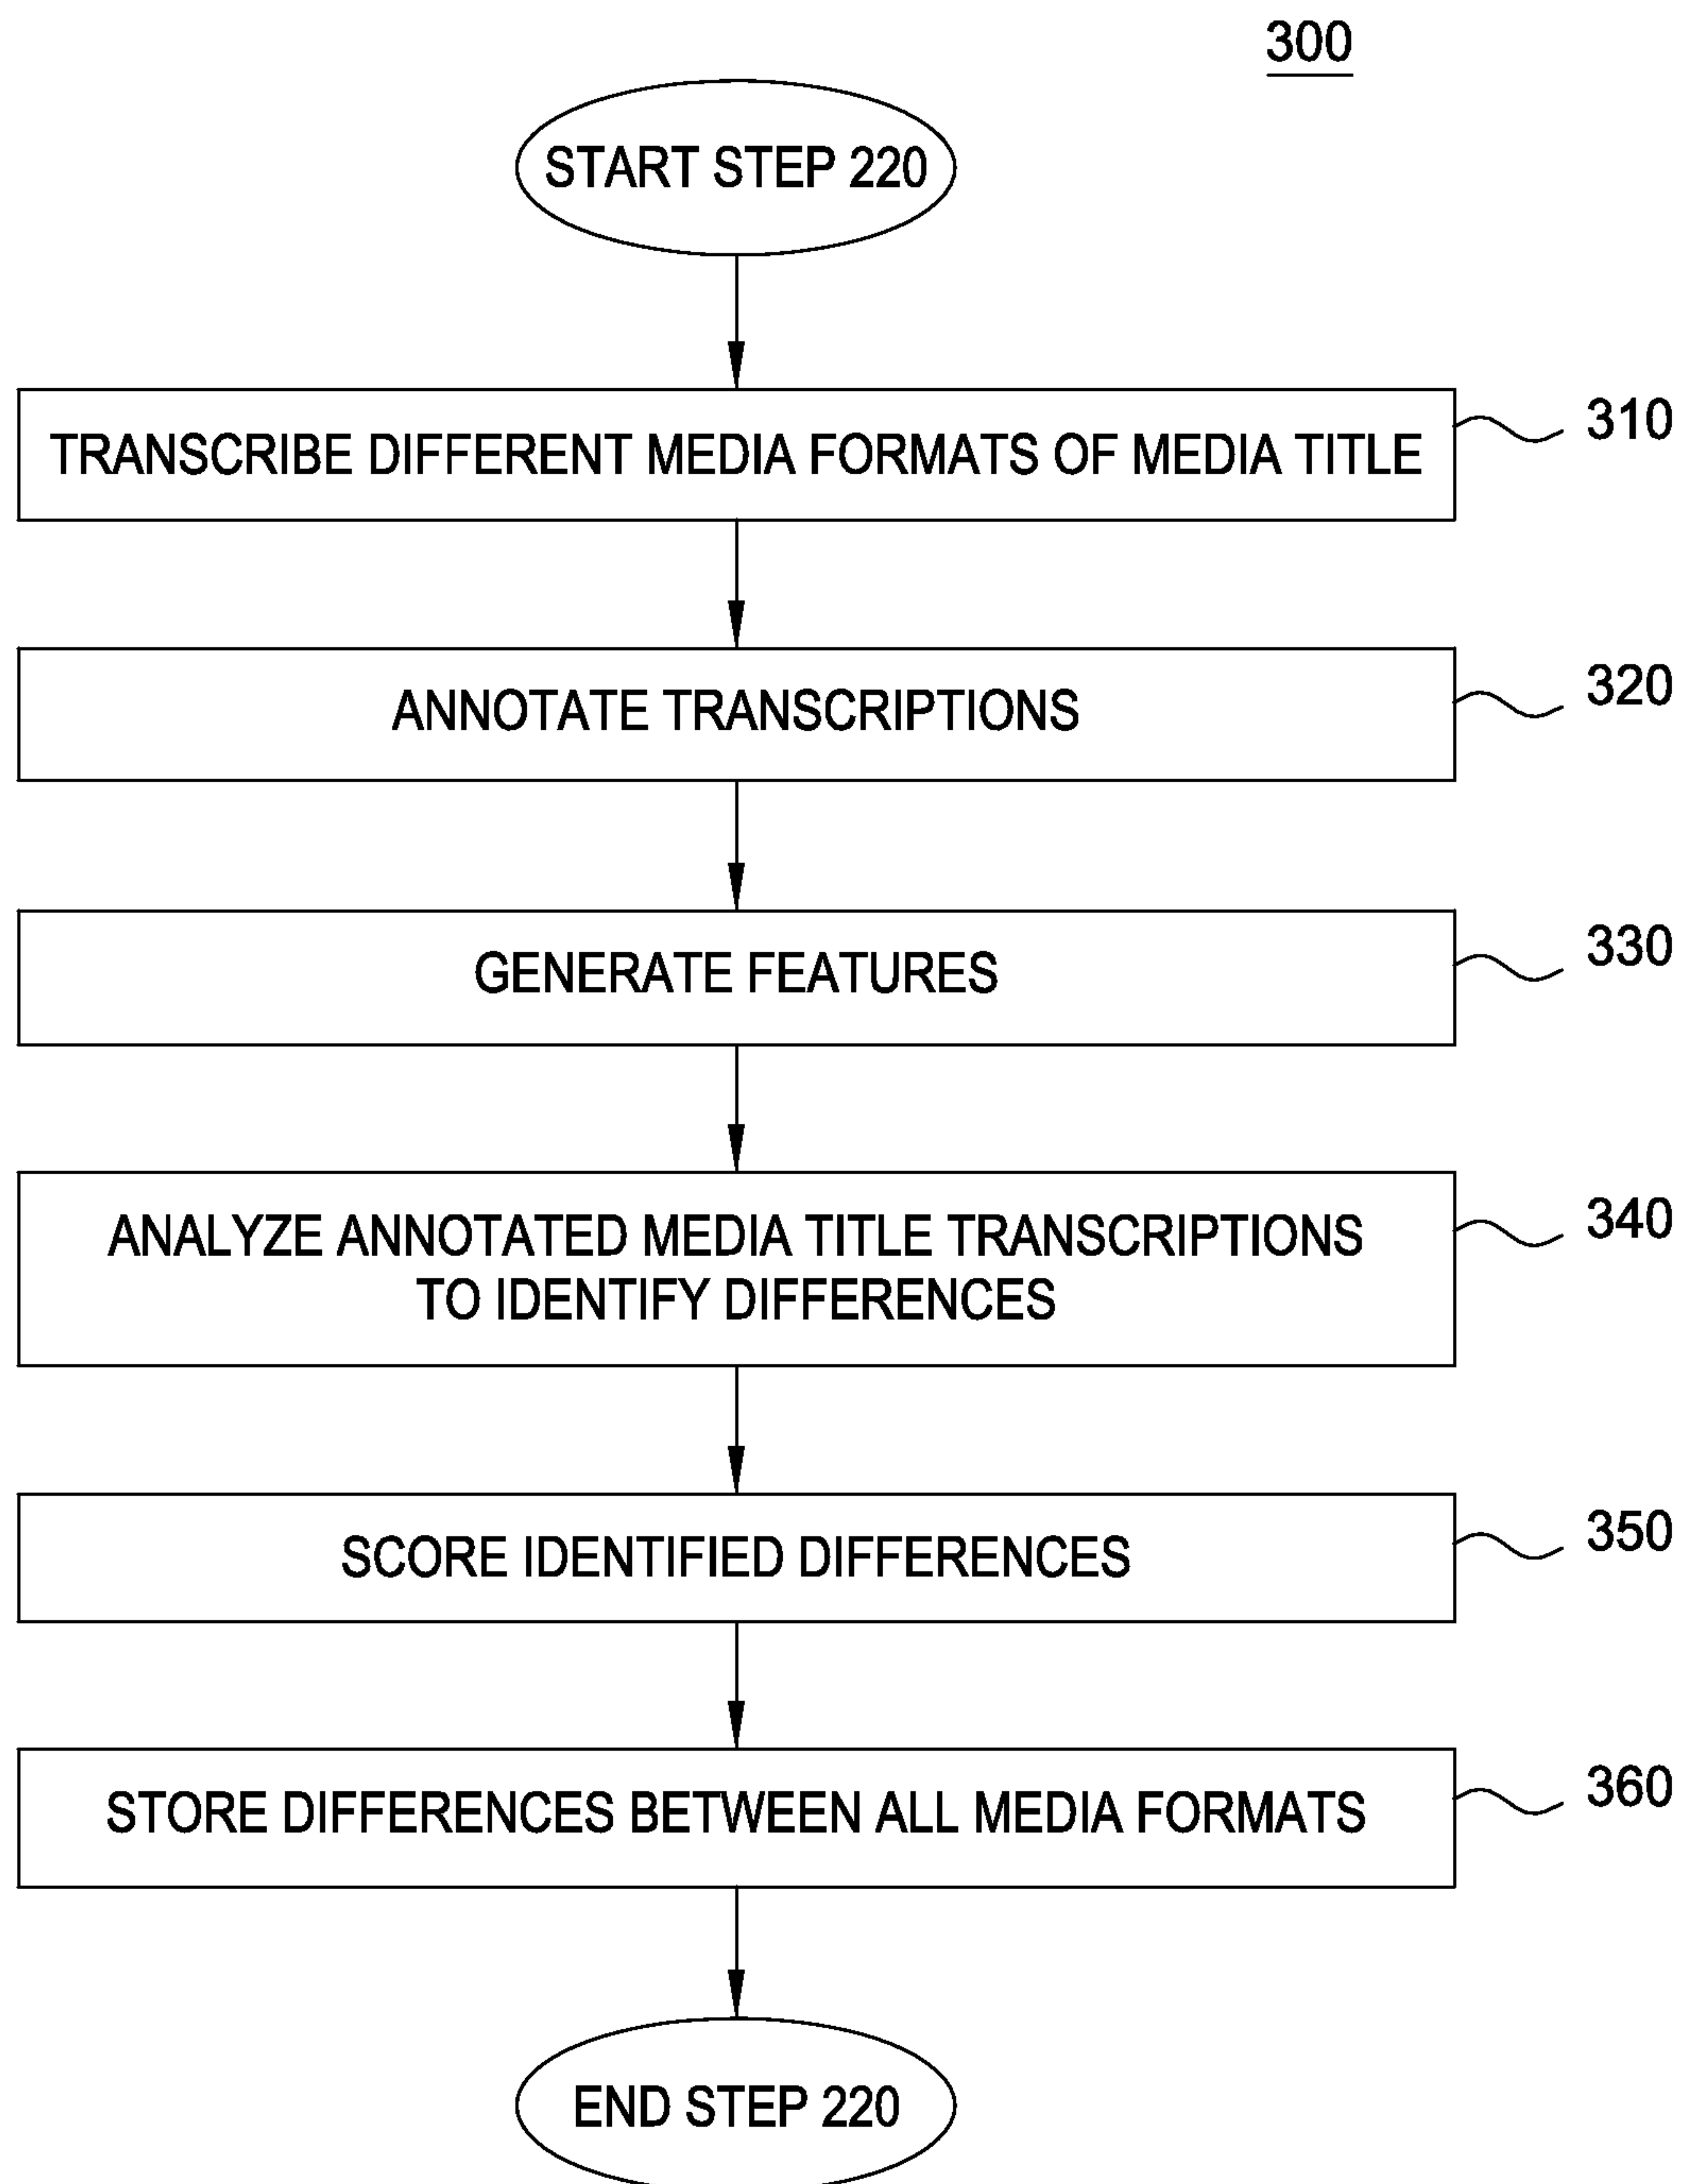 300
START STEP 220
TRANSCRIBE DIFFERENT MEDIA FORMATS OF MEDIA TITLE
310
ANNOTATE TRANSCRIPTIONS
320
GENERATE FEATURES
330
ANALYZE ANNOTATED MEDIA TITLE TRANSCRIPTIONS
TO IDENTIFY DIFFERENCES
340
SCORE IDENTIFIED DIFFERENCES
350
STORE DIFFERENCES BETWEEN ALL MEDIA FORMATS
360
END STEP 220